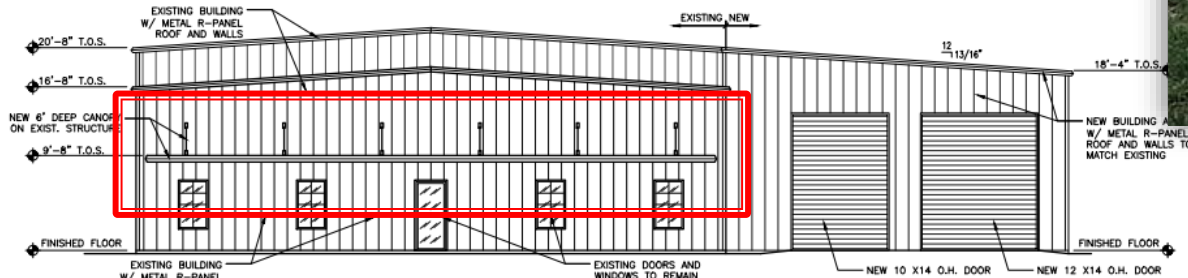 EXISTING BUILDING
W/ METAL R-PANEL
ROOF AND WALLS
EXISTING NEW
20'-8" T.O.S.
12
13/16"
18'-4" T.O.S.
16'-8" T.O.S.
NEW 6' DEEP CANOPY
ON EXIST. STRUCTURE
NEW BUILDING A
W/ METAL R-PANEL
ROOF AND WALLS TO
MATCH EXISTING
9'-8" T.O.S.
FINISHED FLOOR
FINISHED FLOOR
EXISTING BUILDING
W/ METAL R-PANEL
EXISTING DOORS AND
WINDOWS TO REMAIN
NEW 10 X14 O.H. DOOR
NEW 12 X14 O.H. DOOR